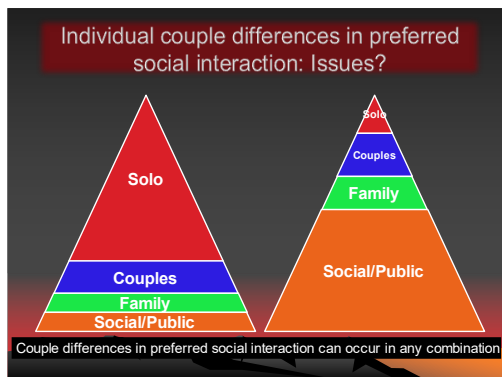 Individual couple differences in preferred
social interaction: Issues?
Solo
Couples
Family
Social/Public
Solo
Couples
Family
Social/Public
Couple differences in preferred social interaction can occur in any combination